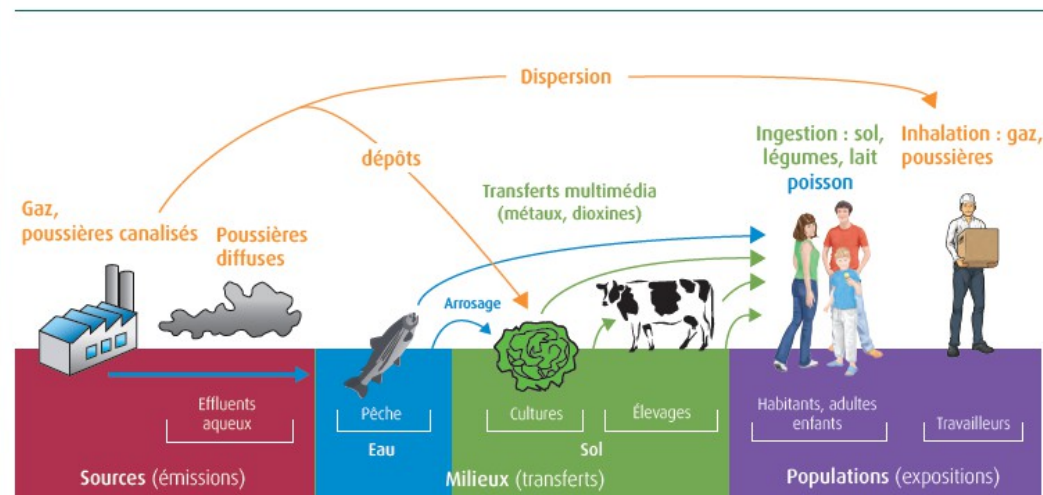 Dispersion
dépôts
Ingestion : sol,
légumes, lait
poisson
Inhalation : gaz,
poussières
Transferts multimédia
(métaux, dioxines)
Gaz,
poussières canalisés
Poussières
diffuses
Arrosage
Effluents
aqueux
Pêche
Cultures
Élevages
Habitants, adultes
enfants
Travailleurs
Eau
Sol
Sources (émissions)
Milieux (transferts)
Populations (expositions)